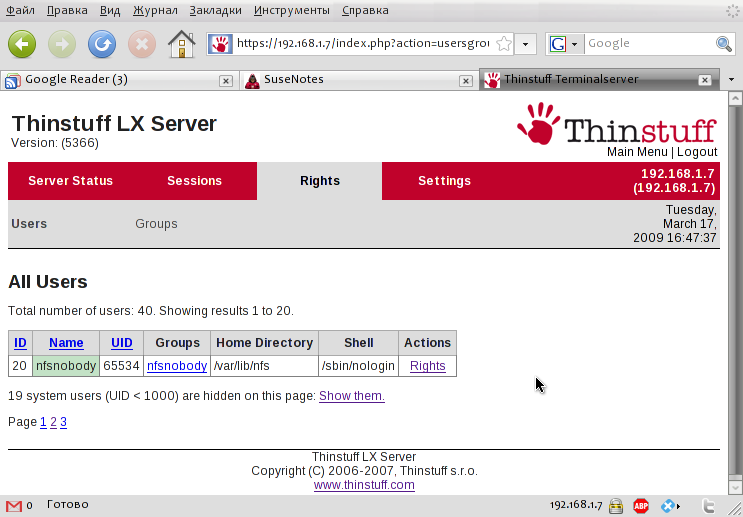 Файл Правка Вид Журнал Закладки Инструменты Справка
https://192.168.1.7/index.php?action=usersgrou
G Google
Google Reader (3) SuseNotes Thinstuff Terminalserver
Thinstuff LX Server
Version: (5366)
Thinstuff
Main Menu | Logout
Server Status Sessions Rights Settings 192.168.1.7
(192.168.1.7)
Users Groups Tuesday,
March 17,
2009 16:47:37
All Users
Total number of users: 40. Showing results 1 to 20.
ID Name UID Groups Home Directory Shell Actions
20 nfsnobody 65534 nfsnobody /var/lib/nfs /sbin/nologin Rights
19 system users (UID < 1000) are hidden on this page: Show them.
Page 1 2 3
Thinstuff LX Server
Copyright (C) 2006-2007, Thinstuff s.r.o.
www.thinstuff.com
0 Готово 192.168.1.7 ABP